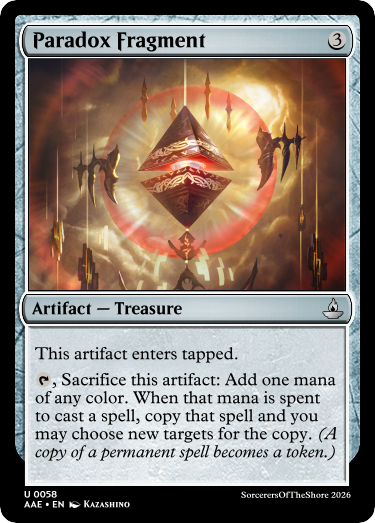 Paradox Fragment 3
Artifact — Treasure
This artifact enters tapped.
, Sacrifice this artifact: Add one mana
of any color. When that mana is spent
to cast a spell, copy that spell and you
may choose new targets for the copy. (A
copy of a permanent spell becomes a token.)
U 0058
AAE • EN Kazashino
SorcerersOfTheShore 2026